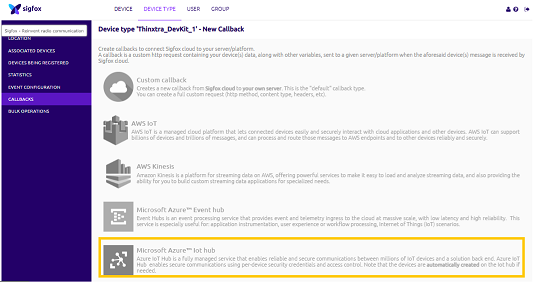 sigfox
DEVICE DEVICE TYPE USER GROUP
Sigfox - Reinvent radio communication
LOCATION
ASSOCIATED DEVICES
DEVICES BEING REGISTERED
STATISTICS
EVENT CONFIGURATION
CALLBACKS
BULK OPERATIONS
Device type 'Thinxtra_DevKit_1' - New Callback
Create callbacks to connect Sigfox cloud to your server/platform.
A callback is a custom http request containing your device(s) data, along with other variables, sent to a given server/platform when the aforesaid device(s) message is received by
Sigfox cloud.
Custom callback
Creates a new callback from Sigfox cloud to your own server. This is the "default" callback type.
You can create a full custom request (http method, content type, headers, etc).
AWS IoT
AWS IoT is a managed cloud platform that lets connected devices easily and securely interact with cloud applications and other devices. AWS IoT can support
billions of devices and trillions of messages, and can process and route those messages to AWS endpoints and to other devices reliably and securely.
AWS Kinesis
Amazon Kinesis is a platform for streaming data on AWS, offering powerful services to make it easy to load and analyze streaming data, and also providing the
ability for you to build custom streaming data applications for specialized needs.
Microsoft Azure™ Event hub
Event Hubs is an event processing service that provides event and telemetry ingress to the cloud at massive scale, with low latency and high reliability. This
service is especially useful for application instrumentation, user experience or workflow processing, Internet of Things (IoT) scenarios.
Microsoft Azure™ Iot hub
Azure IoT Hub is a fully managed service that enables reliable and secure communications between millions of IoT devices and a solution back end. Azure IoT
Hub enables secure communications using per-device security credentials and access control. Note that the devices are automatically created on the Iot hub if
needed.